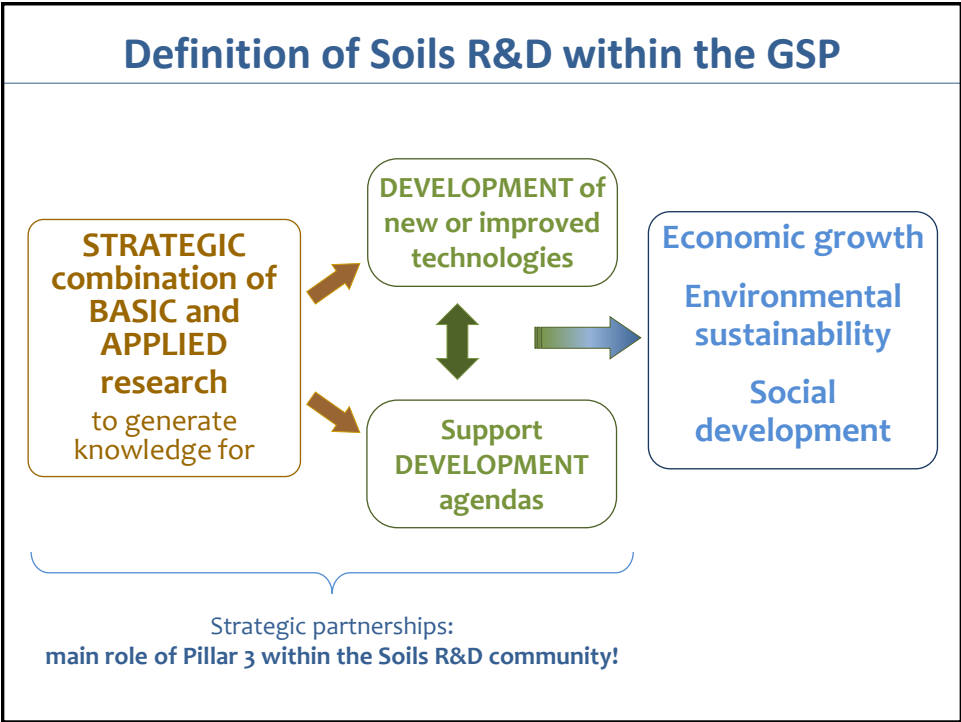 Definition of Soils R&D within the GSP
STRATEGIC
combination of
BASIC and
APPLIED
research
to generate
knowledge for
DEVELOPMENT of
new or improved
technologies
Support
DEVELOPMENT
agendas
Economic growth
Environmental
sustainability
Social
development
Strategic partnerships:
main role of Pillar 3 within the Soils R&D community!